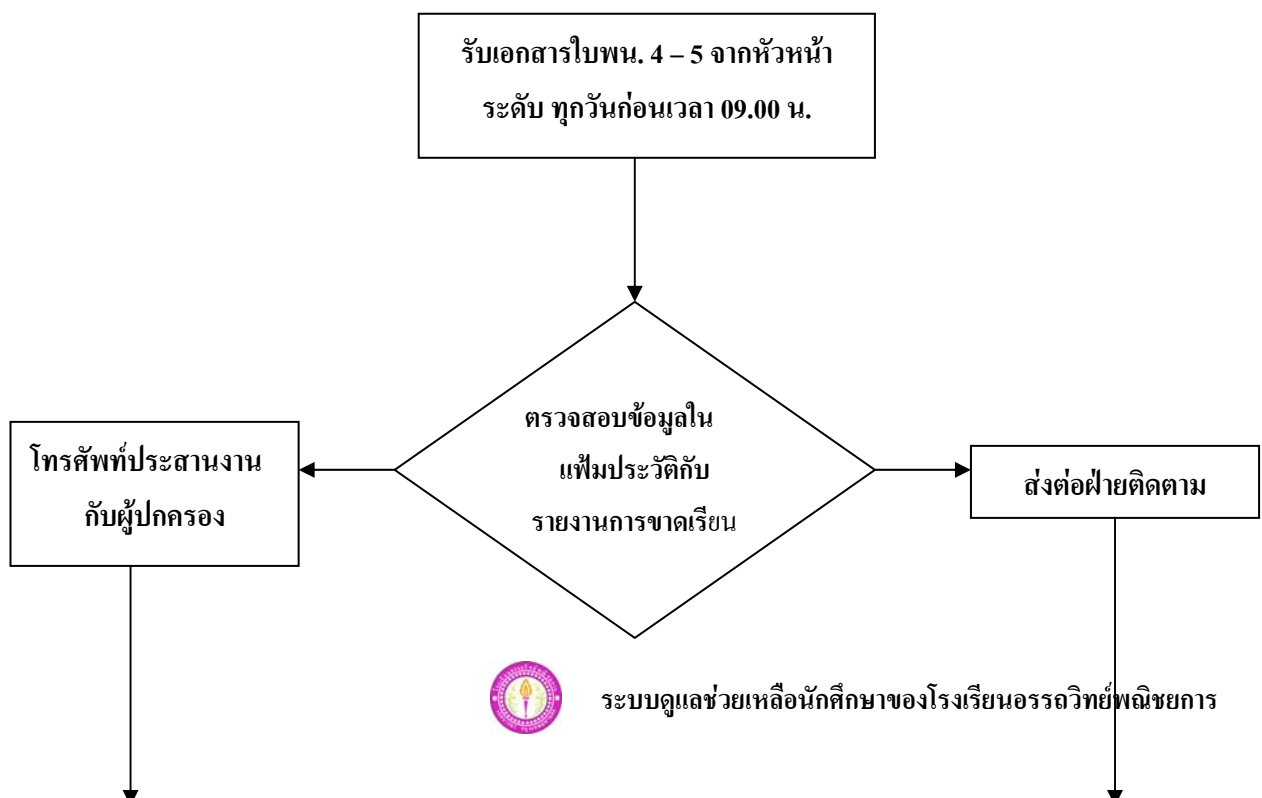 รับเอกสารใบพน. 4 – 5 จากหัวหน้า
ระดับ ทุกวันก่อนเวลา 09.00 น.
ตรวจสอบข้อมูลใน
แฟ้มประวัติกับ
รายงานการขาดเรียน
โทรศัพท์ประสานงาน
กับผู้ปกครอง
ส่งต่อฝ่ายติดตาม
ระบบดูแลช่วยเหลือนักศึกษาของโรงเรียนอรรถวิทย์พณิชยการ